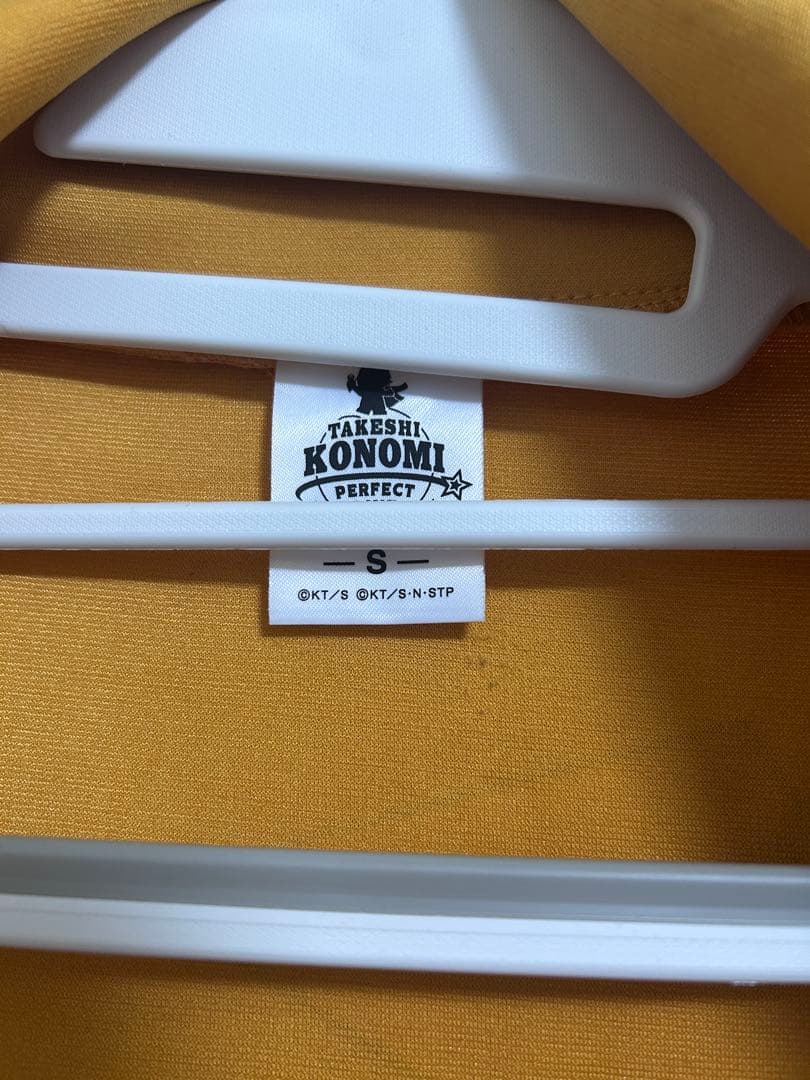 TAKESHI
KONOMI
PERFECT
— S —
©KT/S ©KT/S·N·STP